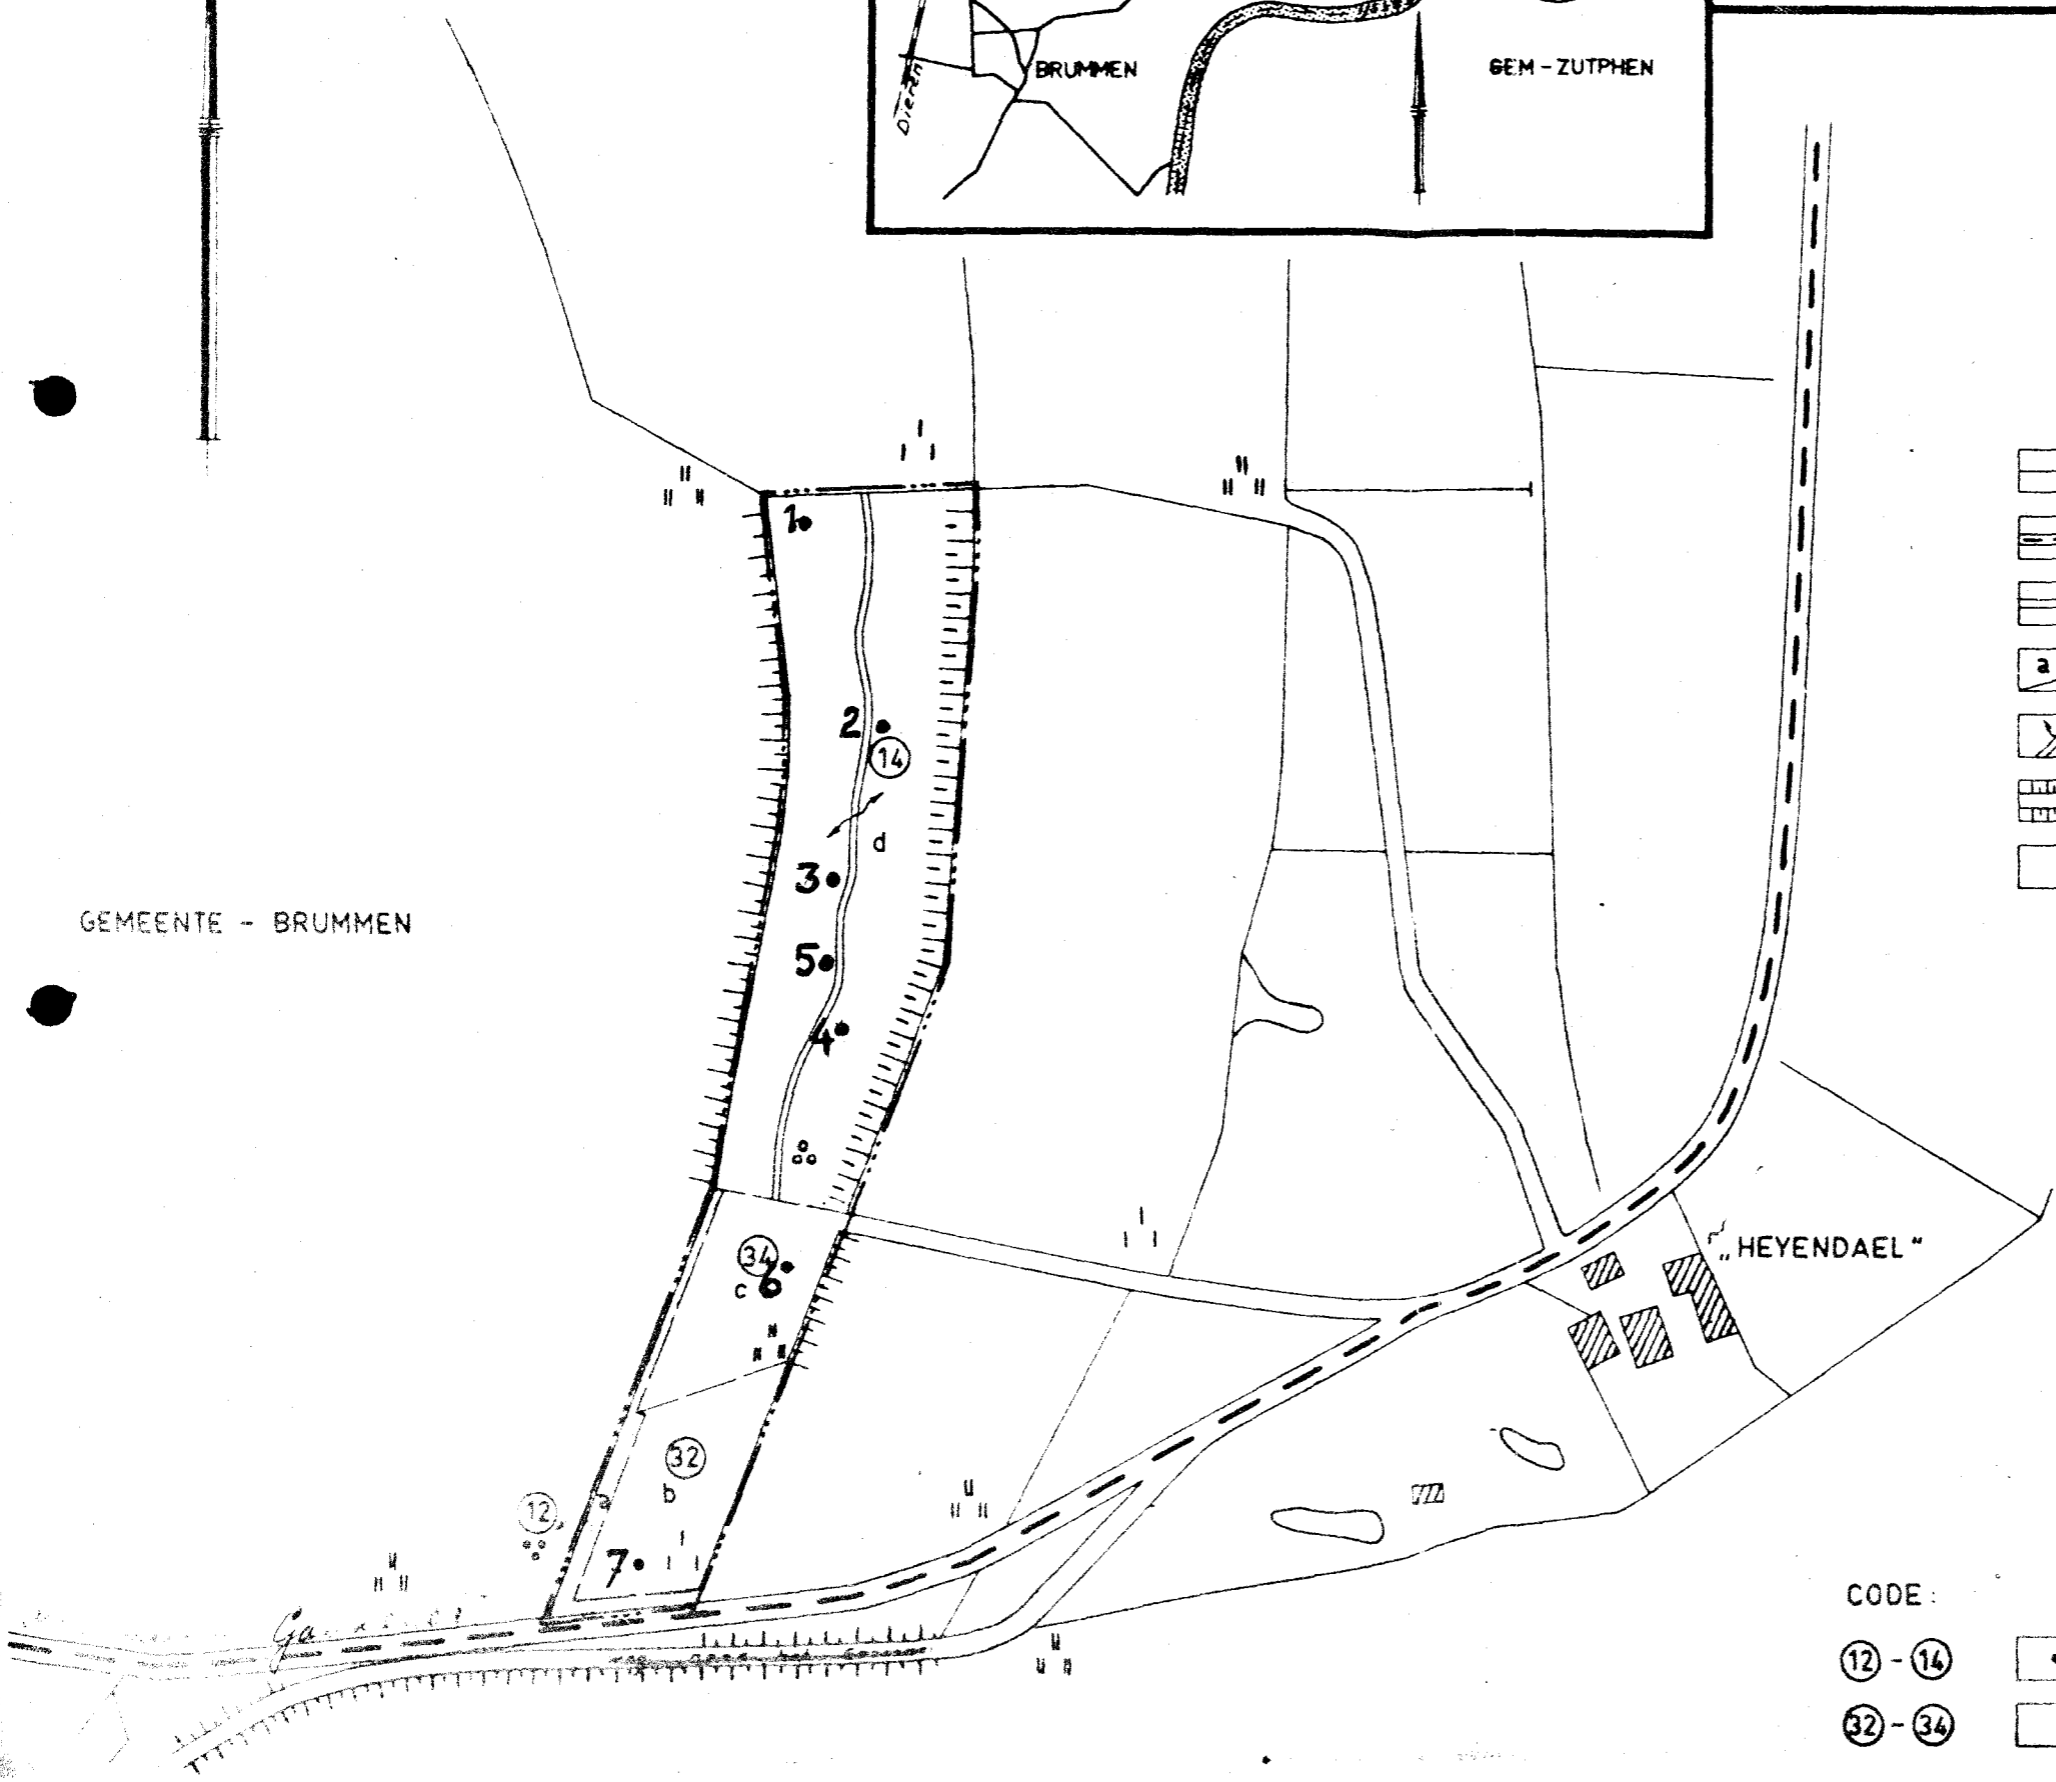 BRUMMEN
GEM - ZUTPHEN
Dieren
1
2
14
d
3
GEMEENTE - BRUMMEN
5
4
34
6
c
"HEYENDAEL"
32
b
a
12
7
CODE :
12 - 14
32 - 34
a